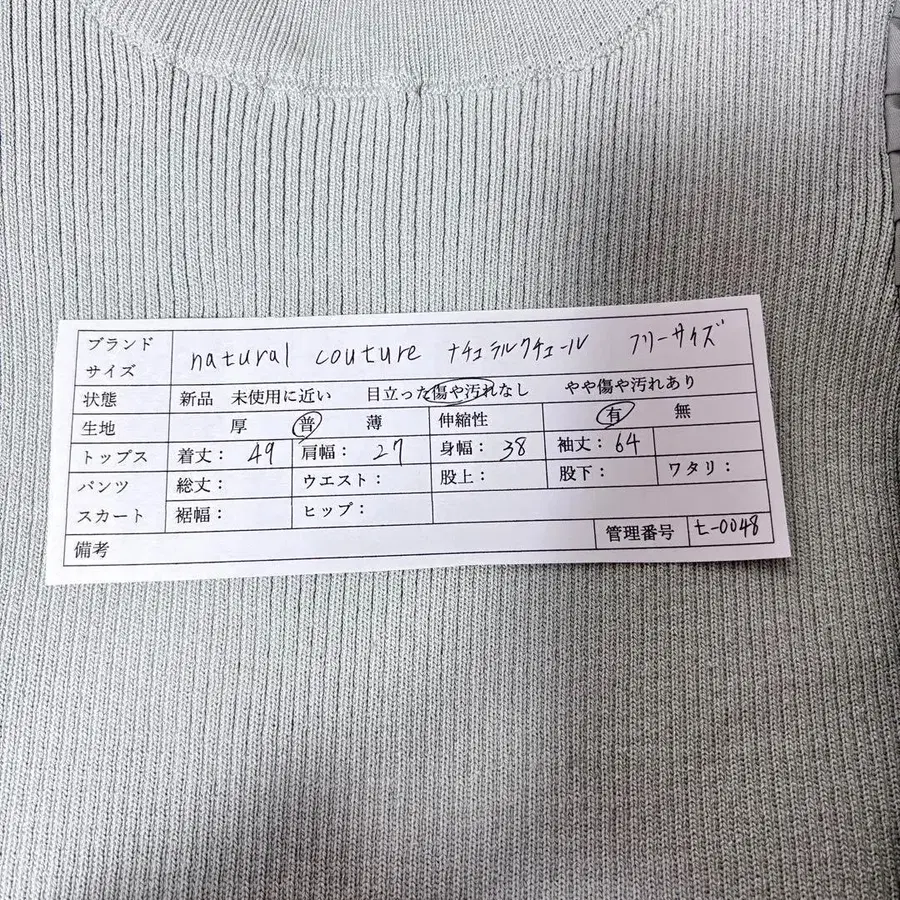 ブランド
サイズ
natural couture ナチュラルクチュール フリーサイズ
状態 新品 未使用に近い 目立った傷や汚れなし やや傷や汚れあり
生地 厚 普 薄 伸縮性 有 無
トップス 着丈: 49 肩幅: 27 身幅: 38 袖丈: 64
パンツ 総丈: ウエスト: 股上: 股下: ワタリ:
スカート 裾幅: ヒップ:
備考 管理番号 t-0048